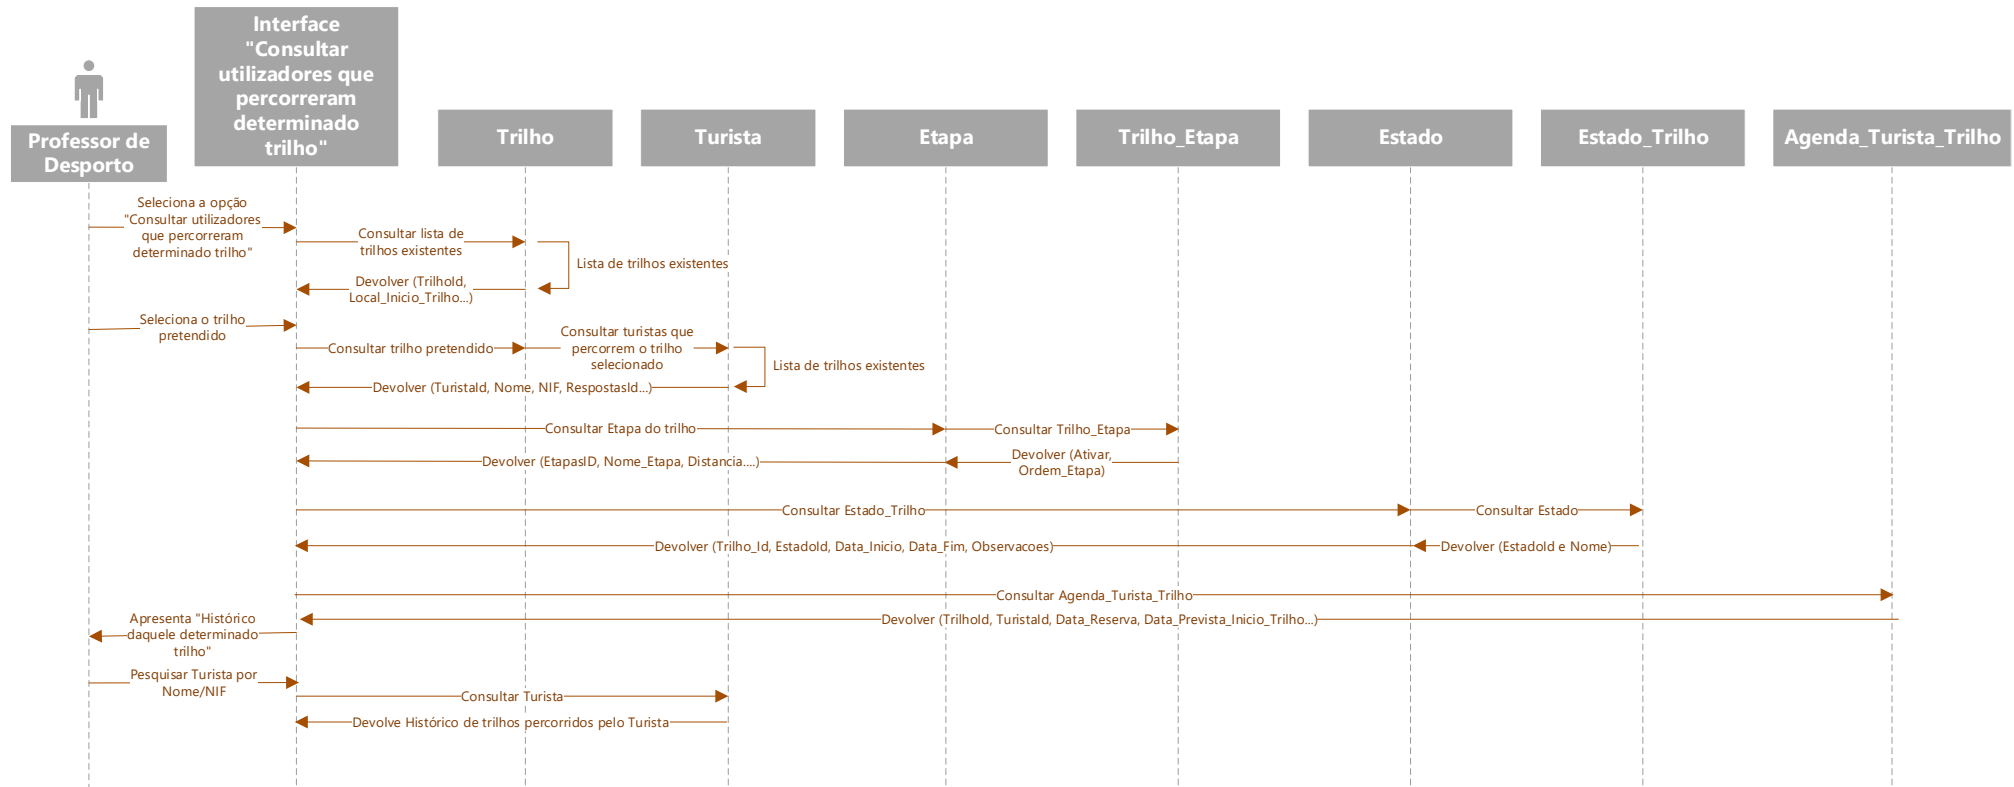 Interface
"Consultar
utilizadores que
percorreram
determinado
trilho"
Professor de
Desporto
Trilho
Turista
Etapa
Trilho_Etapa
Estado
Estado_Trilho
Agenda_Turista_Trilho
Seleciona a opção
"Consultar utilizadores
que percorreram
determinado trilho"
Consultar lista de
trilhos existentes
Lista de trilhos existentes
Devolver (TrilhoId,
Local_Inicio_Trilho...)
Seleciona o trilho
pretendido
Consultar trilho pretendido
Consultar turistas que
percorrem o trilho
selecionado
Lista de trilhos existentes
Devolver (TuristaId, Nome, NIF, RespostasId...)
Consultar Etapa do trilho
Consultar Trilho_Etapa
Devolver (EtapasID, Nome_Etapa, Distancia....)
Devolver (Ativar,
Ordem_Etapa)
Consultar Estado_Trilho
Consultar Estado
Devolver (Trilho_Id, EstadoId, Data_Inicio, Data_Fim, Observacoes)
Devolver (EstadoId e Nome)
Consultar Agenda_Turista_Trilho
Devolver (TrilhoId, TuristaId, Data_Reserva, Data_Prevista_Inicio_Trilho...)
Apresenta "Histórico
daquele determinado
trilho"
Pesquisar Turista por
Nome/NIF
Consultar Turista
Devolve Histórico de trilhos percorridos pelo Turista